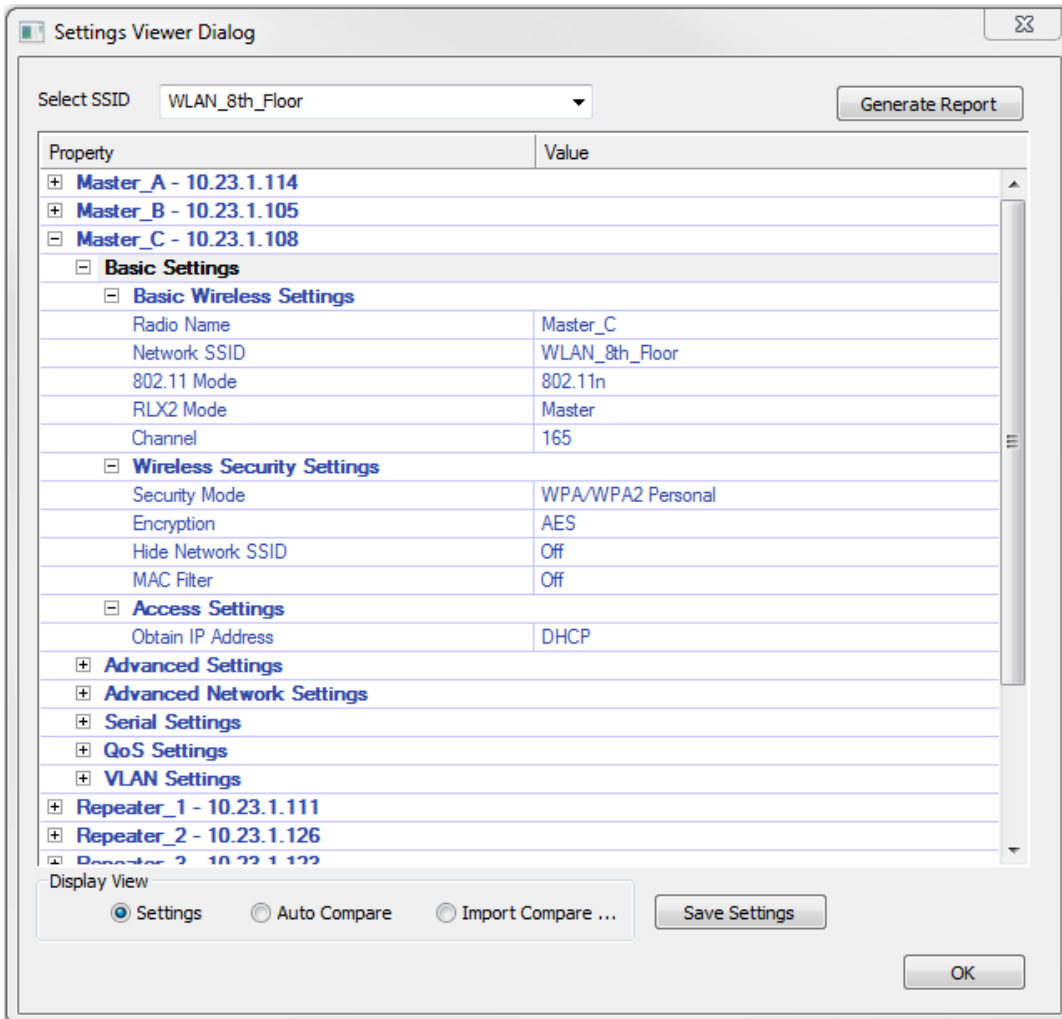 Settings Viewer Dialog
Select SSID WLAN_8th_Floor Generate Report
Property Value
Master_A - 10.23.1.114
Master_B - 10.23.1.105
Master_C - 10.23.1.108
Basic Settings
Basic Wireless Settings
Radio Name Master_C
Network SSID WLAN_8th_Floor
802.11 Mode 802.11n
RLX2 Mode Master
Channel 165
Wireless Security Settings
Security Mode WPA/WPA2 Personal
Encryption AES
Hide Network SSID Off
MAC Filter Off
Access Settings
Obtain IP Address DHCP
Advanced Settings
Advanced Network Settings
Serial Settings
QoS Settings
VLAN Settings
Repeater_1 - 10.23.1.111
Repeater_2 - 10.23.1.126
Repeater_3 - 10.23.1.123
Display View
Settings Auto Compare Import Compare ... Save Settings
OK